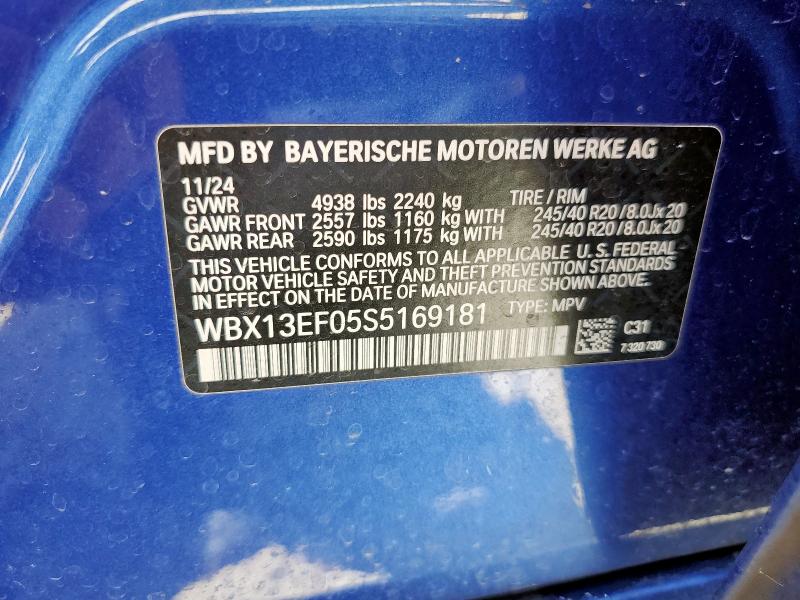 MFD BY BAYERISCHE MOTOREN WERKE AG
11/24
GVWR 4938 lbs 2240 kg TIRE / RIM
GAWR FRONT 2557 lbs 1160 kg WITH 245/40 R20/8.0Jx20
GAWR REAR 2590 lbs 1175 kg WITH 245/40 R20/8.0Jx20
THIS VEHICLE CONFORMS TO ALL APPLICABLE U.S. FEDERAL
MOTOR VEHICLE SAFETY AND THEFT PREVENTION STANDARDS
IN EFFECT ON THE DATE OF MANUFACTURE SHOWN ABOVE.
WBX13EF05S5169181 TYPE: MPV
C31
7 320 730